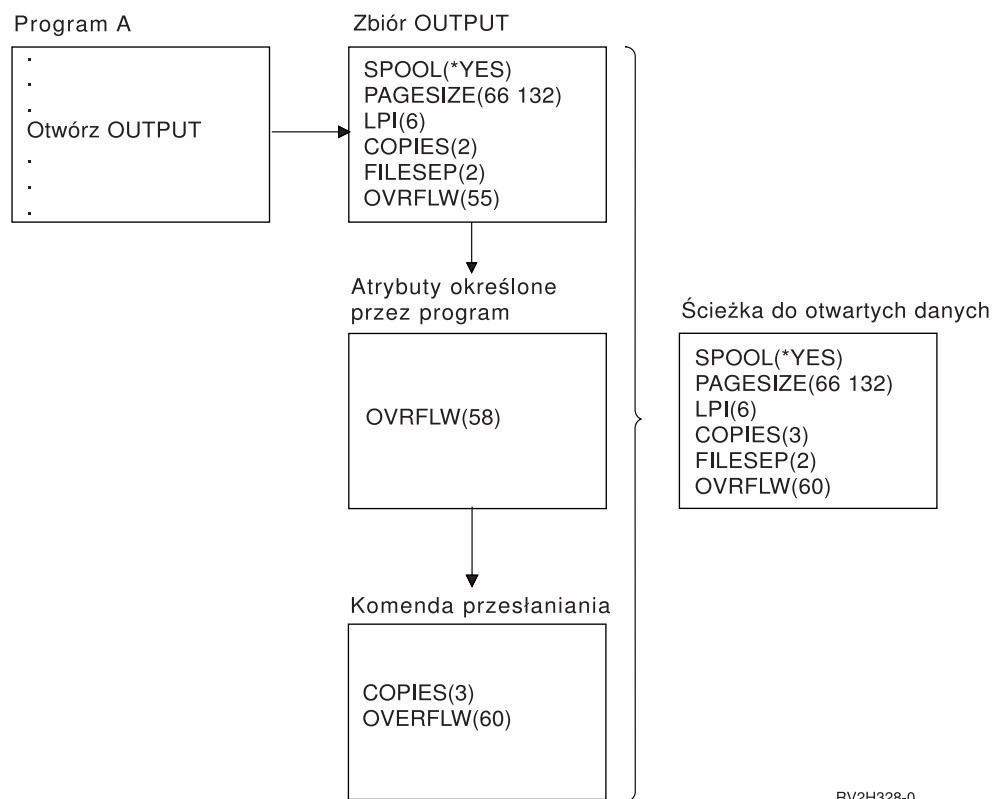 Program A
.
.
.
Otwórz OUTPUT
.
.
.
Zbiór OUTPUT
SPOOL(*YES)
PAGESIZE(66 132)
LPI(6)
COPIES(2)
FILESEP(2)
OVRFLW(55)
Atrybuty określone
przez program
OVRFLW(58)
Komenda przesłaniania
COPIES(3)
OVERFLW(60)
Ścieżka do otwartych danych
SPOOL(*YES)
PAGESIZE(66 132)
LPI(6)
COPIES(3)
FILESEP(2)
OVRFLW(60)
RV2H328-0